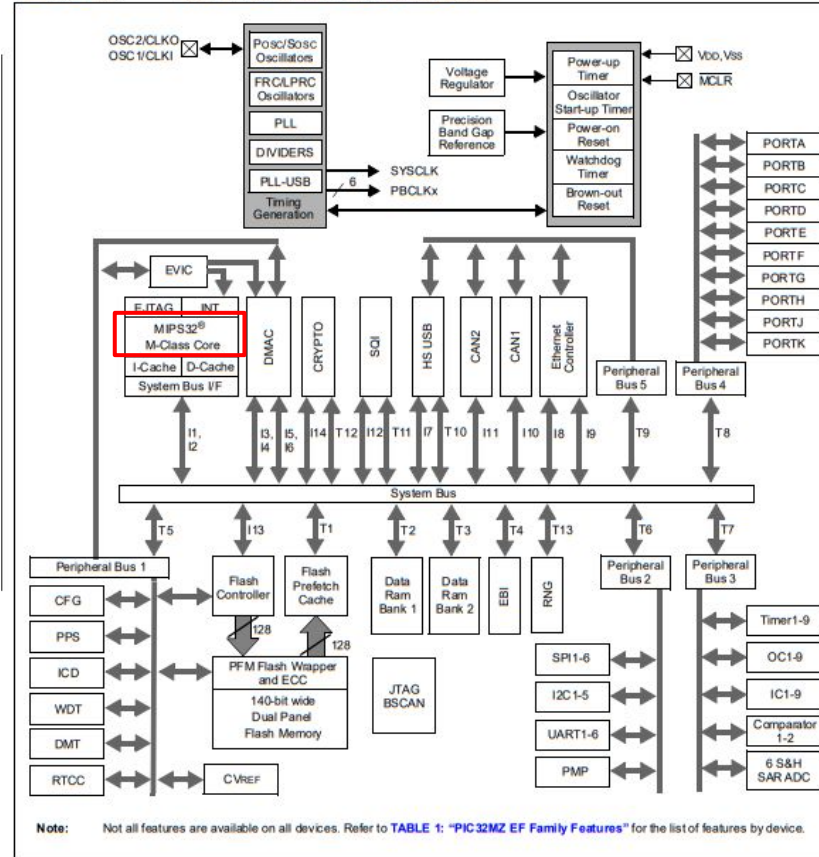 OSC2/CLKO
OSC1/CLKI
POSC/SOSC
Oscillators
FRC/LPRC
Oscillators
PLL
DIVIDERS
PLL-USB
Timing
Generation
6
SYSCLK
PBCLKx
Voltage
Regulator
Precision
Band Gap
Reference
Power-up
Timer
Oscillator
Start-up Timer
Power-on
Reset
Watchdog
Timer
Brown-out
Reset
VDD, VSS
MCLR
PORTA
PORTB
PORTC
PORTD
PORTE
PORTF
PORTG
PORTH
PORTJ
PORTK
EVIC
EJTAG INT
MIPS32®
M-Class Core
I-Cache D-Cache
System Bus I/F
DMAC
CRYPTO
SQI
HS USB
CAN2
CAN1
Ethernet
Controller
Peripheral
Bus 5
Peripheral
Bus 4
I1,
I2
I3,
I4
I5,
I6
I14
T12
I12
T11
I7
T10
I11
I10
I8
I9
T9
T8
System Bus
T5
I13
T1
T2
T3
T4
T13
T6
T7
Peripheral Bus 1
Flash
Controller
Flash
Prefetch
Cache
Data
Ram
Bank 1
Data
Ram
Bank 2
EBI
RNG
Peripheral
Bus 2
Peripheral
Bus 3
CFG
PPS
ICD
WDT
DMT
RTCC
128
128
PFM Flash Wrapper
and ECC
140-bit wide
Dual Panel
Flash Memory
CVREF
JTAG
BSCAN
SPI1-6
I2C1-5
UART1-6
PMP
Timer1-9
OC1-9
IC1-9
Comparator
1-2
6 S&H
SAR ADC
Note: Not all features are available on all devices. Refer to TABLE 1: “PIC32MZ EF Family Features” for the list of features by device.